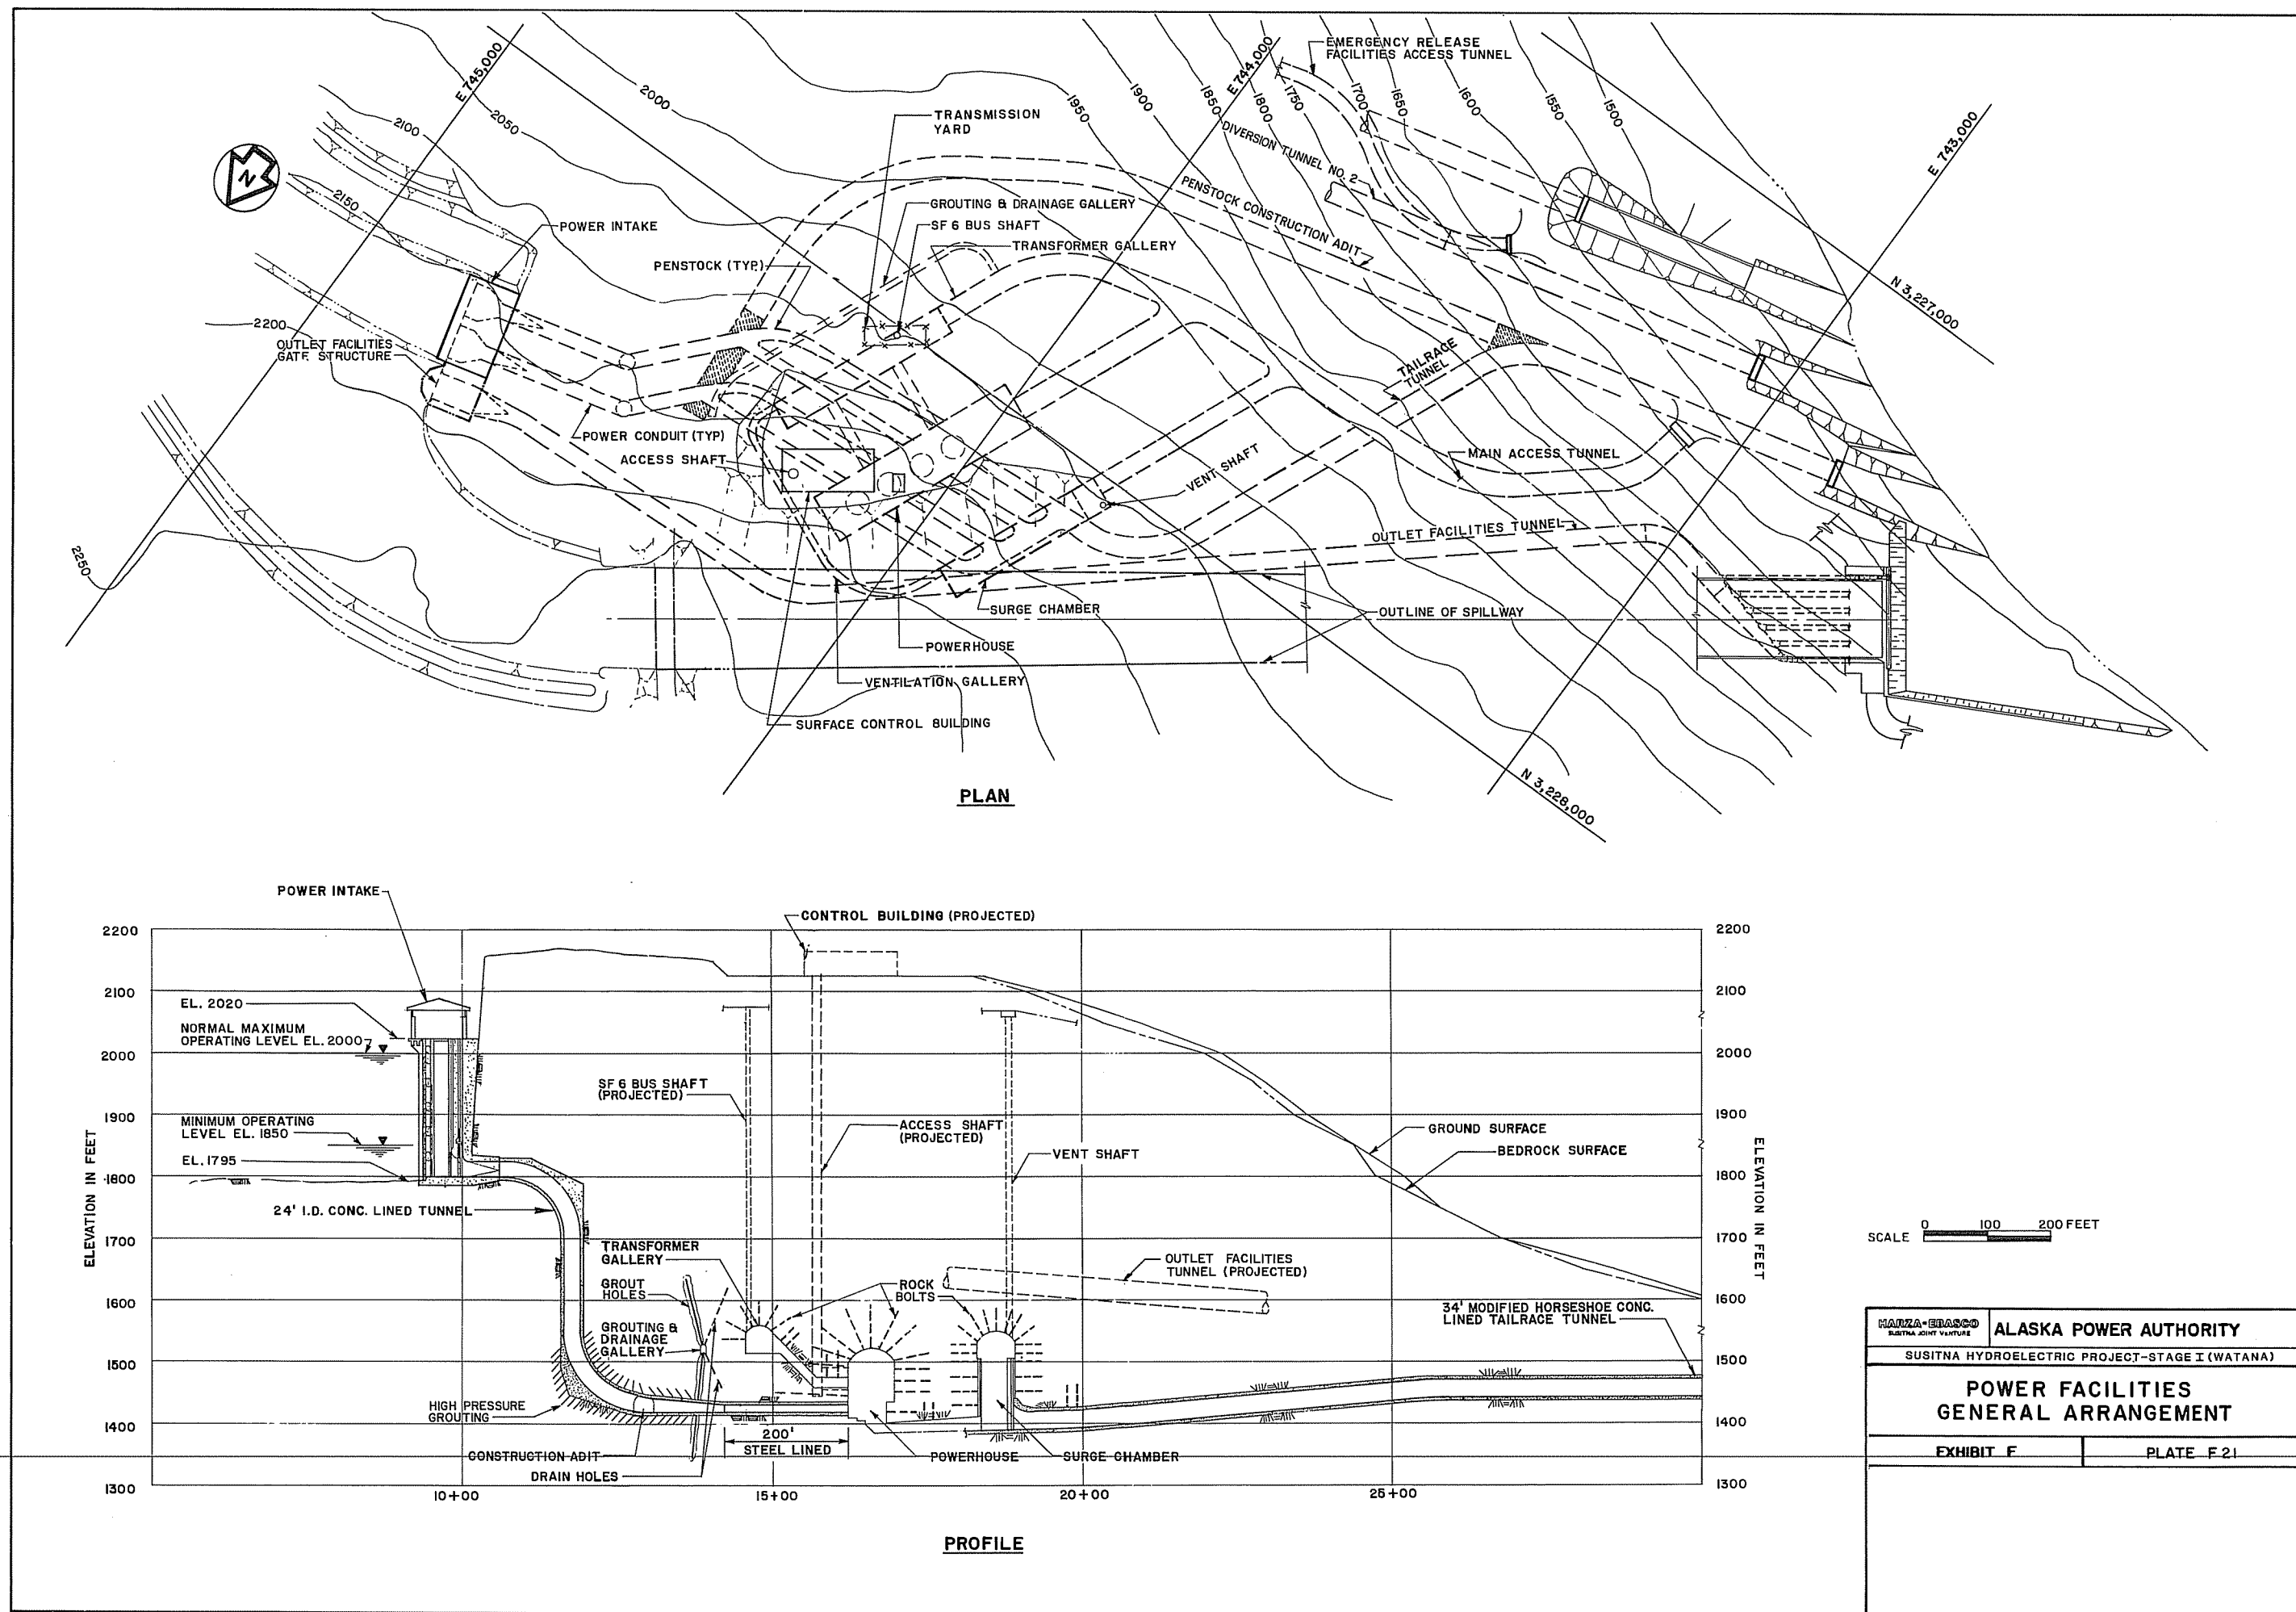 E 745,000
E 744,000
EMERGENCY RELEASE
FACILITIES ACCESS TUNNEL
2000
2050
2100
2150
1950
1900
1850
1800
1750
1700
1650
1600
1550
1500
E 743,000
N
TRANSMISSION
YARD
DIVERSION TUNNEL NO. 2
PENSTOCK CONSTRUCTION ADIT
GROUTING & DRAINAGE GALLERY
SF 6 BUS SHAFT
TRANSFORMER GALLERY
POWER INTAKE
PENSTOCK (TYP.)
N 3,227,000
2200
OUTLET FACILITIES
GATE STRUCTURE
TAILRACE
TUNNEL
POWER CONDUIT (TYP)
ACCESS SHAFT
MAIN ACCESS TUNNEL
VENT SHAFT
OUTLET FACILITIES TUNNEL
2250
SURGE CHAMBER
OUTLINE OF SPILLWAY
POWERHOUSE
VENTILATION GALLERY
SURFACE CONTROL BUILDING
N 3,228,000
PLAN
POWER INTAKE
CONTROL BUILDING (PROJECTED)
2200
2200
2100
2100
EL. 2020
NORMAL MAXIMUM
OPERATING LEVEL EL. 2000
2000
2000
SF 6 BUS SHAFT
(PROJECTED)
1900
1900
MINIMUM OPERATING
LEVEL EL. 1850
ACCESS SHAFT
(PROJECTED)
GROUND SURFACE
VENT SHAFT
BEDROCK SURFACE
EL. 1795
1800
1800
ELEVATION IN FEET
ELEVATION IN FEET
24' I.D. CONC. LINED TUNNEL
1700
1700
SCALE 0 100 200 FEET
TRANSFORMER
GALLERY
OUTLET FACILITIES
TUNNEL (PROJECTED)
GROUT
HOLES
ROCK
BOLTS
1600
1600
34' MODIFIED HORSESHOE CONC.
LINED TAILRACE TUNNEL
GROUTING &
DRAINAGE
GALLERY
1500
1500
HIGH PRESSURE
GROUTING
1400
1400
200'
STEEL LINED
CONSTRUCTION ADIT
POWERHOUSE
SURGE CHAMBER
DRAIN HOLES
1300
1300
10+00
15+00
20+00
25+00
PROFILE
HARZA-EBASCO
SUSITNA JOINT VENTURE
ALASKA POWER AUTHORITY
SUSITNA HYDROELECTRIC PROJECT-STAGE I (WATANA)
POWER FACILITIES
GENERAL ARRANGEMENT
EXHIBIT F
PLATE F 21